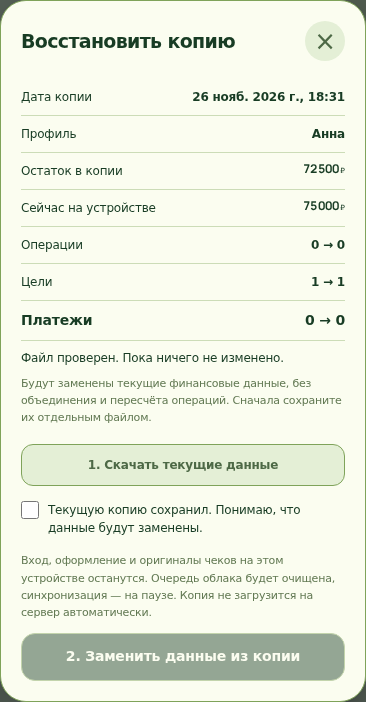 Восстановить копию
Дата копии 26 нояб. 2026 г., 18:31
Профиль Анна
Остаток в копии 72500₽
Сейчас на устройстве 75000₽
Операции 0 → 0
Цели 1 → 1
Платежи 0 → 0
Файл проверен. Пока ничего не изменено.
Будут заменены текущие финансовые данные, без
объединения и пересчёта операций. Сначала сохраните
их отдельным файлом.
1. Скачать текущие данные
Текущую копию сохранил. Понимаю, что
данные будут заменены.
Вход, оформление и оригиналы чеков на этом
устройстве останутся. Очередь облака будет очищена,
синхронизация — на паузе. Копия не загрузится на
сервер автоматически.
2. Заменить данные из копии